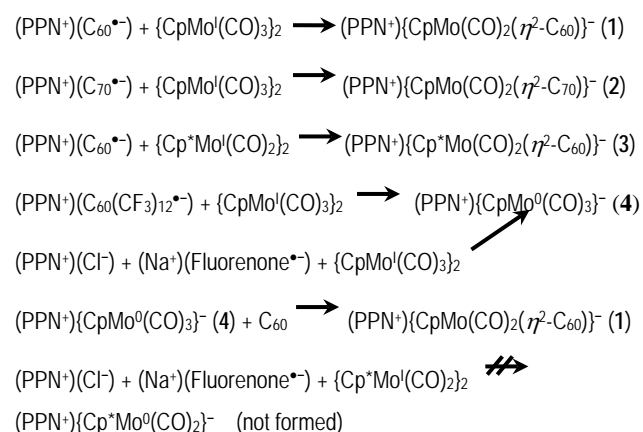 (PPN⁺)(C₆₀•⁻) + {CpMoᴵ(CO)₃}₂ ⟶ (PPN⁺){CpMo(CO)₂(η²-C₆₀)}⁻ (1)
(PPN⁺)(C₇₀•⁻) + {CpMoᴵ(CO)₃}₂ ⟶ (PPN⁺){CpMo(CO)₂(η²-C₇₀)}⁻ (2)
(PPN⁺)(C₆₀•⁻) + {Cp*Moᴵ(CO)₂}₂ ⟶ (PPN⁺){Cp*Mo(CO)₂(η²-C₆₀)}⁻ (3)
(PPN⁺)(C₆₀(CF₃)₁₂•⁻) + {CpMoᴵ(CO)₃}₂ ⟶ (PPN⁺){CpMo⁰(CO)₃}⁻ (4)
(PPN⁺)(Cl⁻) + (Na⁺)(Fluorenone•⁻) + {CpMoᴵ(CO)₃}₂
(PPN⁺){CpMo⁰(CO)₃}⁻ (4) + C₆₀ ⟶ (PPN⁺){CpMo(CO)₂(η²-C₆₀)}⁻ (1)
(PPN⁺)(Cl⁻) + (Na⁺)(Fluorenone•⁻) + {Cp*Moᴵ(CO)₂}₂
(PPN⁺){Cp*Mo⁰(CO)₂}⁻ (not formed)